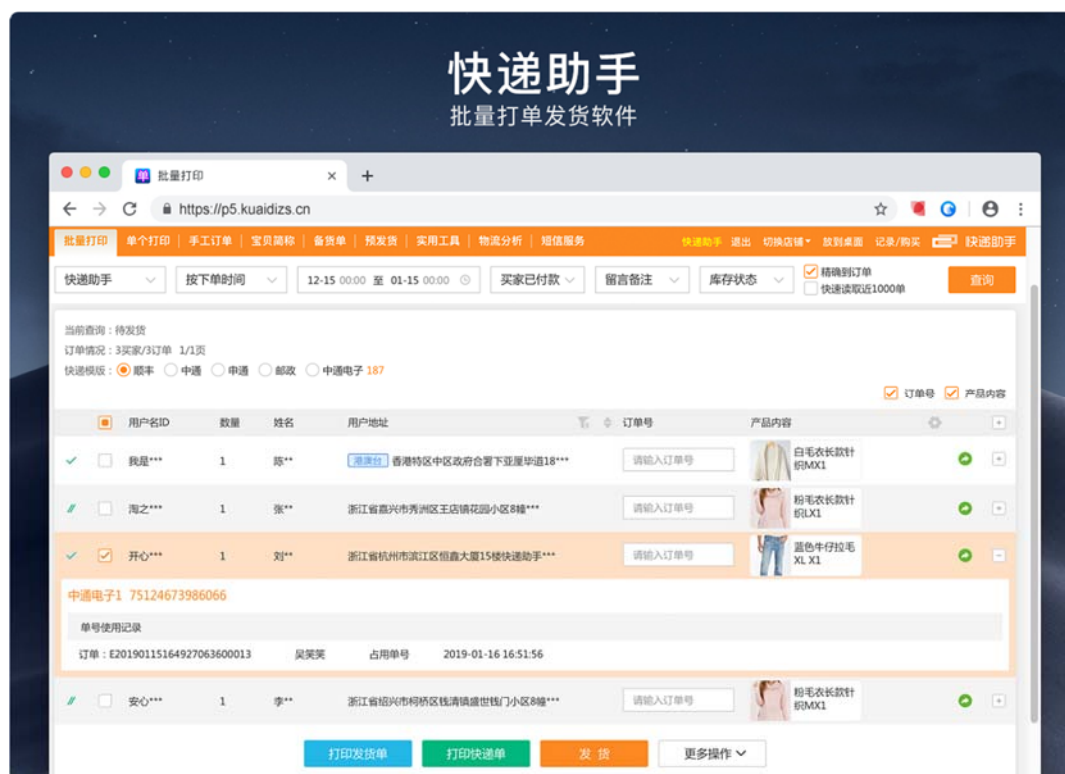 快递助手
批量打单发货软件
批量打印
https://p5.kuaidizs.cn
批量打印 单个打印 手工订单 宝贝简称 备货单 预发货 实用工具 物流分析 短信服务 快递助手 退出 切换店铺 放到桌面 记录/购买 快递助手
快递助手 按下单时间 12-15 00:00 至 01-15 00:00 买家已付款 留言备注 库存状态 精确到订单 查询
快速读取近1000单
当前查询：待发货
订单情况：3买家/3订单 1/1页
快递模版：顺丰 中通 申通 邮政 中通电子 187
订单号 产品内容
用户名ID 数量 姓名 用户地址 订单号 产品内容
我是*** 1 陈** 港澳台 香港特区中区政府合署下亚厘毕道18*** 请输入订单号 白毛衣长款针
织MX1
淘之*** 1 张** 浙江省嘉兴市秀洲区王店镇花园小区8幢*** 请输入订单号 粉毛衣长款针
织LX1
开心*** 1 刘** 浙江省杭州市滨江区恒鑫大厦15楼快递助手*** 请输入订单号 蓝色牛仔拉毛
XL X1
中通电子1 75124673986066
单号使用记录
订单：E20190115164927063600013 吴笑笑 占用单号 2019-01-16 16:51:56
安心*** 1 李** 浙江省绍兴市柯桥区钱清镇盛世钱门小区8幢*** 请输入订单号 粉毛衣长款针
织MX1
打印发货单 打印快递单 发 货 更多操作